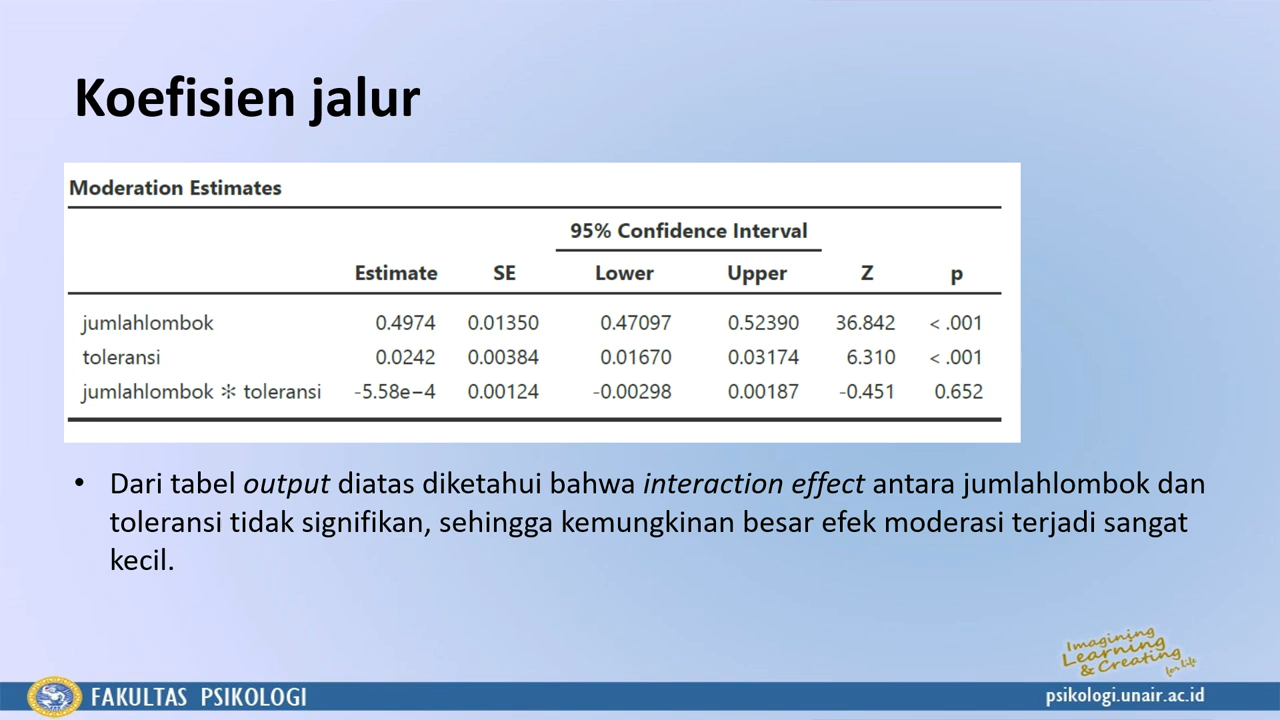 Koefisien jalur
Moderation Estimates
95% Confidence Interval
Estimate SE Lower Upper Z p
jumlahlombok 0.4974 0.01350 0.47097 0.52390 36.842 < .001
toleransi 0.0242 0.00384 0.01670 0.03174 6.310 < .001
jumlahlombok ✻ toleransi -5.58e−4 0.00124 -0.00298 0.00187 -0.451 0.652
• Dari tabel output diatas diketahui bahwa interaction effect antara jumlahlombok dan
toleransi tidak signifikan, sehingga kemungkinan besar efek moderasi terjadi sangat
kecil.
Imagining
Learning
& Creating
for life
FAKULTAS PSIKOLOGI
psikologi.unair.ac.id